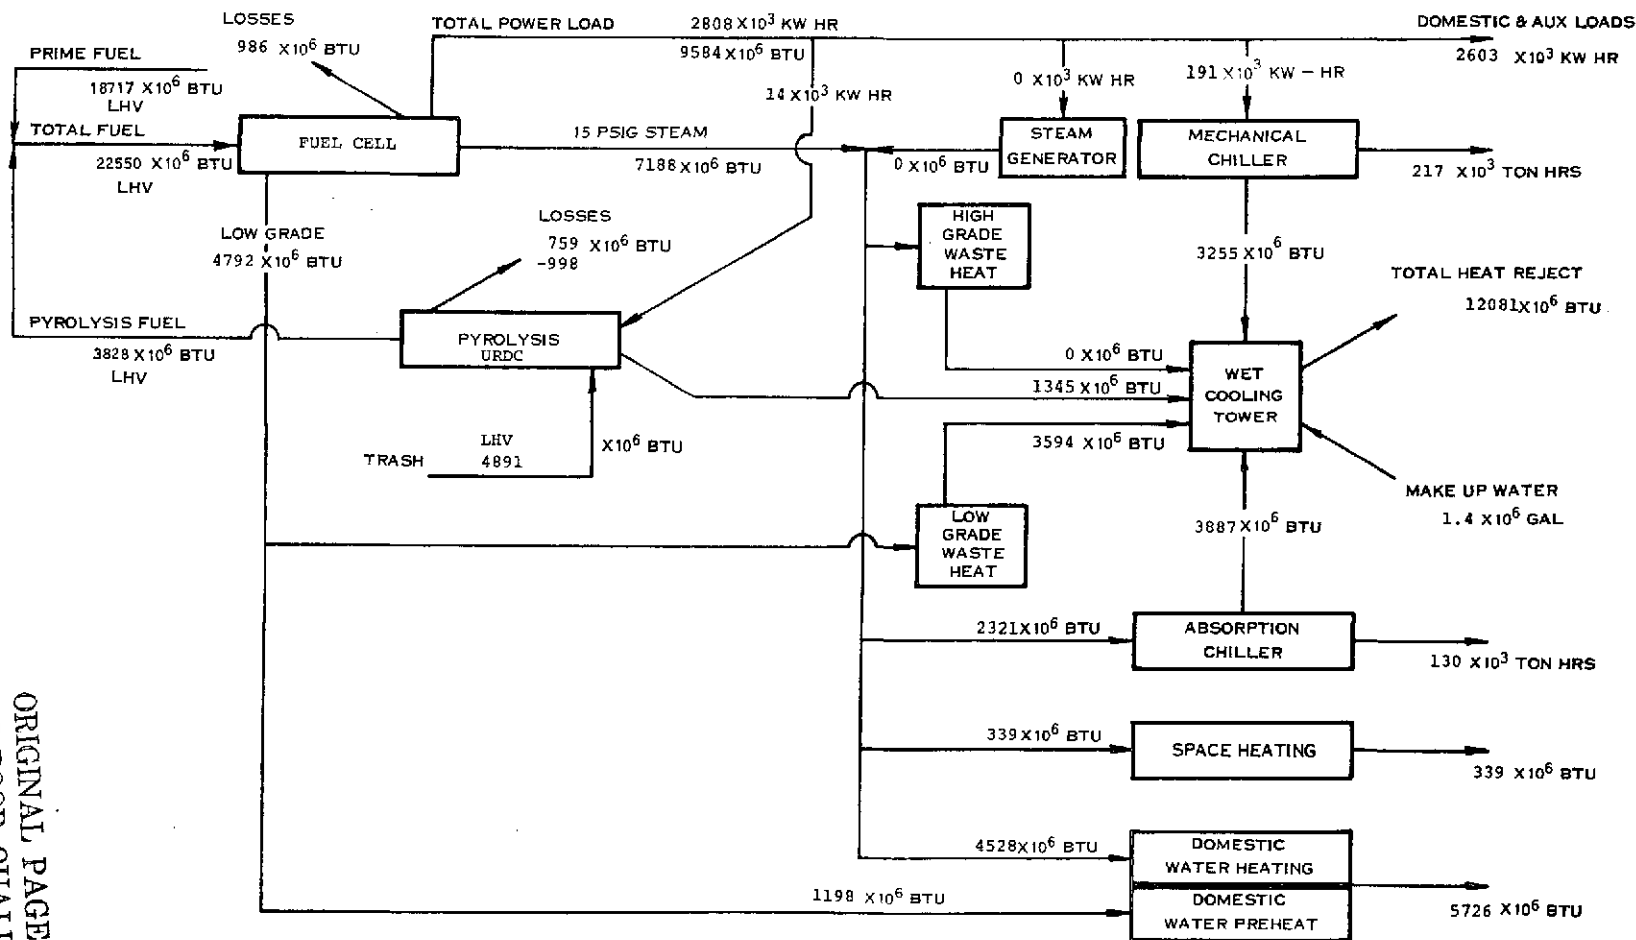 LOSSES
986 X10⁶ BTU
TOTAL POWER LOAD
2808 X10³ KW HR
9584 X10⁶ BTU
DOMESTIC & AUX LOADS
2603 X10³ KW HR
PRIME FUEL
18717 X10⁶ BTU
LHV
TOTAL FUEL
22550 X10⁶ BTU
LHV
FUEL CELL
15 PSIG STEAM
7188 X10⁶ BTU
14 X10³ KW HR
0 X10³ KW HR
191 X10³ KW – HR
STEAM
GENERATOR
0 X10⁶ BTU
MECHANICAL
CHILLER
217 X10³ TON HRS
LOW GRADE
4792 X10⁶ BTU
LOSSES
759 X10⁶ BTU
-998
HIGH
GRADE
WASTE
HEAT
3255 X10⁶ BTU
TOTAL HEAT REJECT
12081X10⁶ BTU
PYROLYSIS FUEL
3828 X10⁶ BTU
LHV
PYROLYSIS
URDC
0 X10⁶ BTU
1345 X10⁶ BTU
3594 X10⁶ BTU
WET
COOLING
TOWER
TRASH
LHV
4891
X10⁶ BTU
MAKE UP WATER
1.4 X10⁶ GAL
LOW
GRADE
WASTE
HEAT
3887 X10⁶ BTU
2321X10⁶ BTU
ABSORPTION
CHILLER
130 X10³ TON HRS
339 X10⁶ BTU
SPACE HEATING
339 X10⁶ BTU
4528X10⁶ BTU
DOMESTIC
WATER HEATING
1198 X10⁶ BTU
DOMESTIC
WATER PREHEAT
5726 X10⁶ BTU
ORIGINAL PAGE